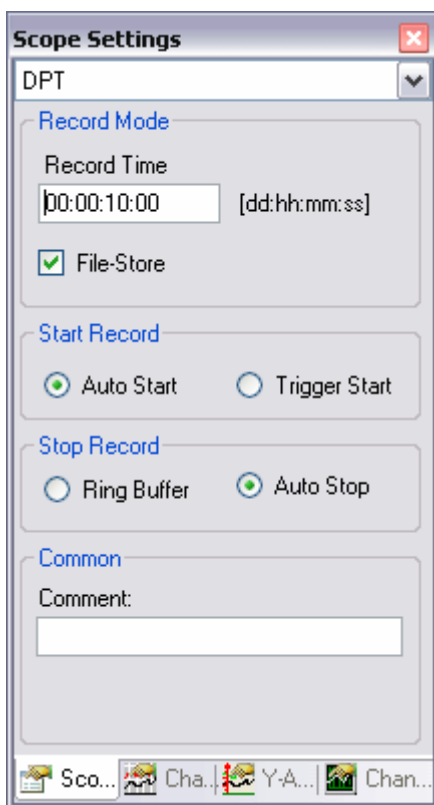 Scope Settings
DPT
Record Mode
Record Time
00:00:10:00 [dd:hh:mm:ss]
File-Store
Start Record
Auto Start Trigger Start
Stop Record
Ring Buffer Auto Stop
Common
Comment:
Sco... Cha... Y-A... Chan...